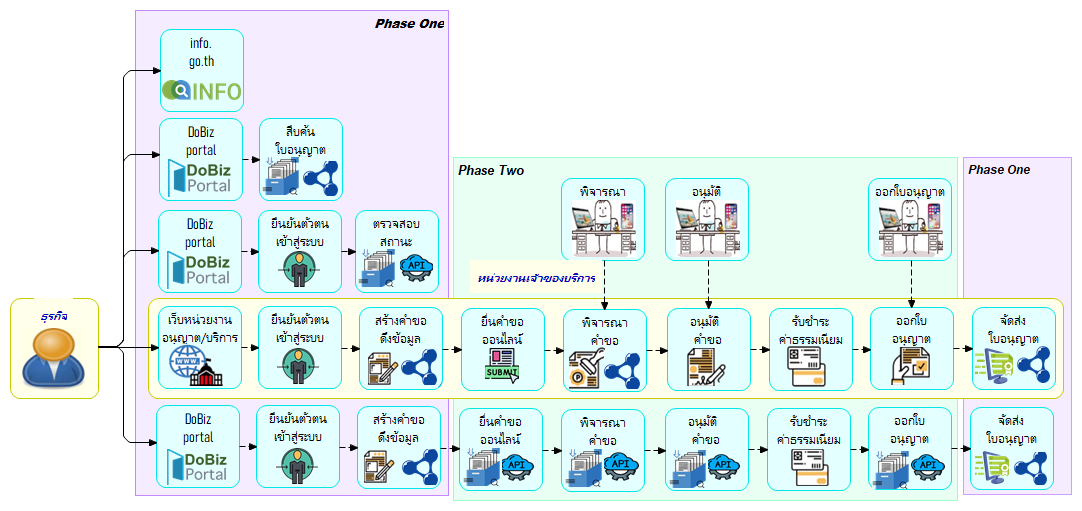 Phase One
info.
go.th
INFO
DoBiz
portal
DoBiz
Portal
สืบค้น
ใบอนุญาต
Phase Two
Phase One
พิจารณา
อนุมัติ
ออกใบอนุญาต
DoBiz
portal
DoBiz
Portal
ยืนยันตัวตน
เข้าสู่ระบบ
ตรวจสอบ
สถานะ
API
หน่วยงานเจ้าของบริการ
ธุรกิจ
เว็บหน่วยงาน
อนุญาต/บริการ
WWW
ยืนยันตัวตน
เข้าสู่ระบบ
สร้างคำขอ
ดึงข้อมูล
ยื่นคำขอ
ออนไลน์
SUBMIT
พิจารณา
คำขอ
อนุมัติ
คำขอ
รับชำระ
ค่าธรรมเนียม
ออกใบ
อนุญาต
จัดส่ง
ใบอนุญาต
DoBiz
portal
DoBiz
Portal
ยืนยันตัวตน
เข้าสู่ระบบ
สร้างคำขอ
ดึงข้อมูล
ยื่นคำขอ
ออนไลน์
API
พิจารณา
คำขอ
API
อนุมัติ
คำขอ
API
รับชำระ
ค่าธรรมเนียม
ออกใบ
อนุญาต
API
จัดส่ง
ใบอนุญาต